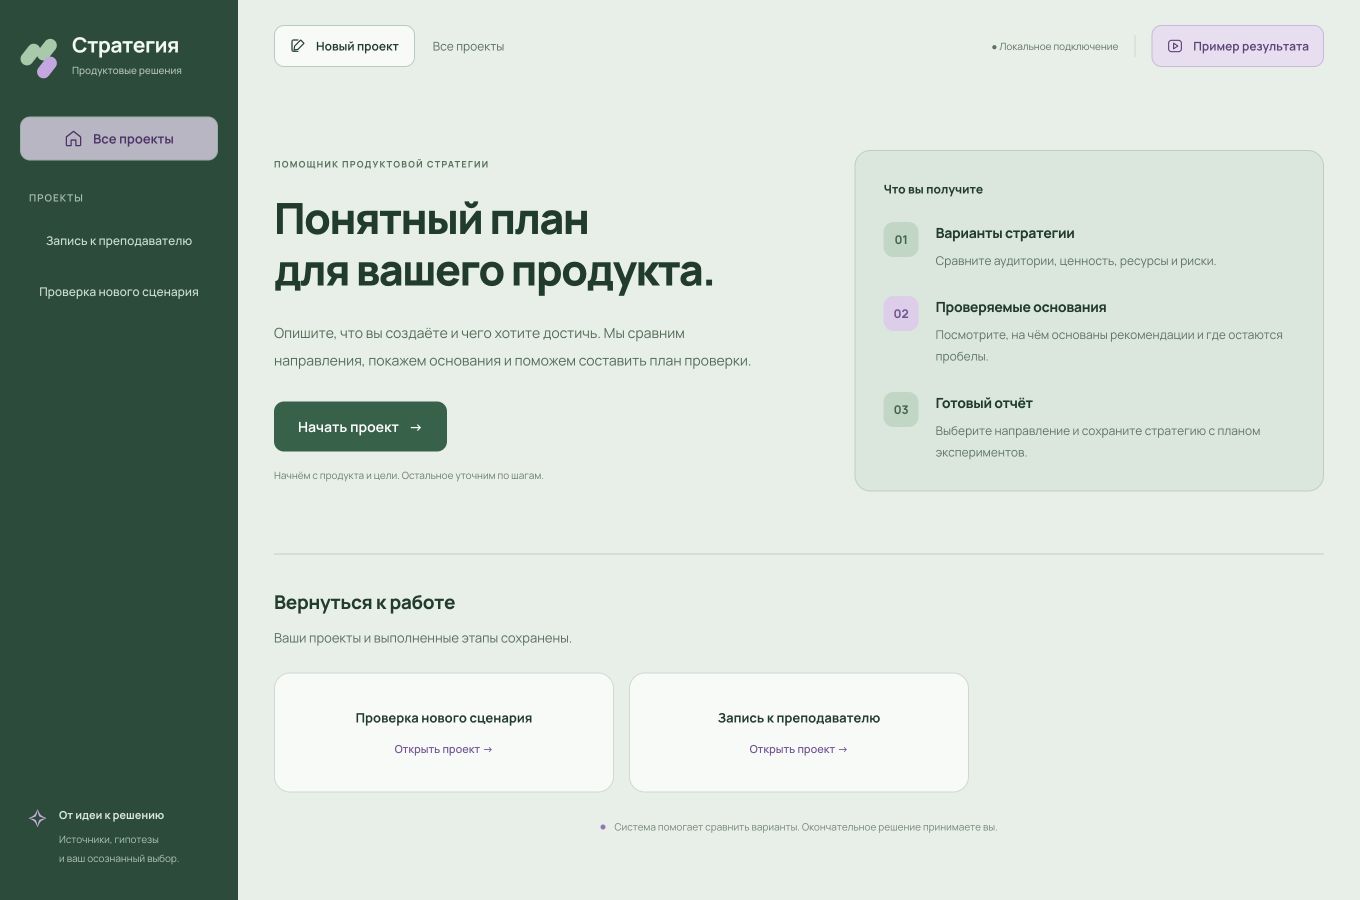 Стратегия
Продуктовые решения
Все проекты
ПРОЕКТЫ
Запись к преподавателю
Проверка нового сценария
От идеи к решению
Источники, гипотезы
и ваш осознанный выбор.
Новый проект
Все проекты
Локальное подключение
Пример результата
ПОМОЩНИК ПРОДУКТОВОЙ СТРАТЕГИИ
Понятный план
для вашего продукта.
Опишите, что вы создаёте и чего хотите достичь. Мы сравним
направления, покажем основания и поможем составить план проверки.
Начать проект →
Начнём с продукта и цели. Остальное уточним по шагам.
Что вы получите
01
Варианты стратегии
Сравните аудитории, ценность, ресурсы и риски.
02
Проверяемые основания
Посмотрите, на чём основаны рекомендации и где остаются
пробелы.
03
Готовый отчёт
Выберите направление и сохраните стратегию с планом
экспериментов.
Вернуться к работе
Ваши проекты и выполненные этапы сохранены.
Проверка нового сценария
Открыть проект →
Запись к преподавателю
Открыть проект →
Система помогает сравнить варианты. Окончательное решение принимаете вы.